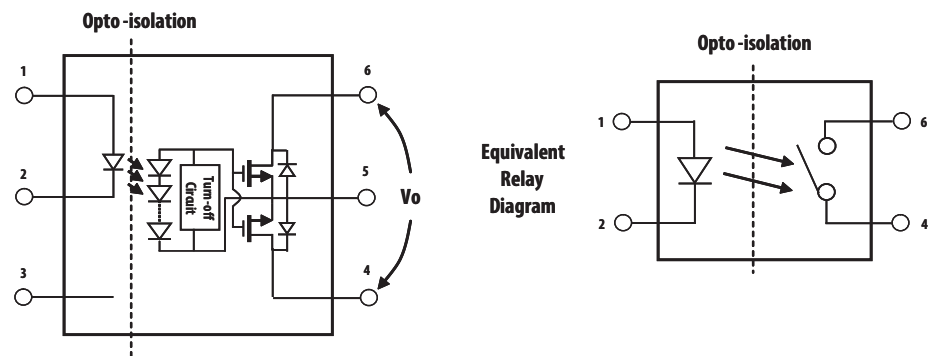 Opto-isolation
1
2
3
Turn-off
Circuit
6
5
4
Vo
Equivalent
Relay
Diagram
Opto-isolation
1
2
6
4